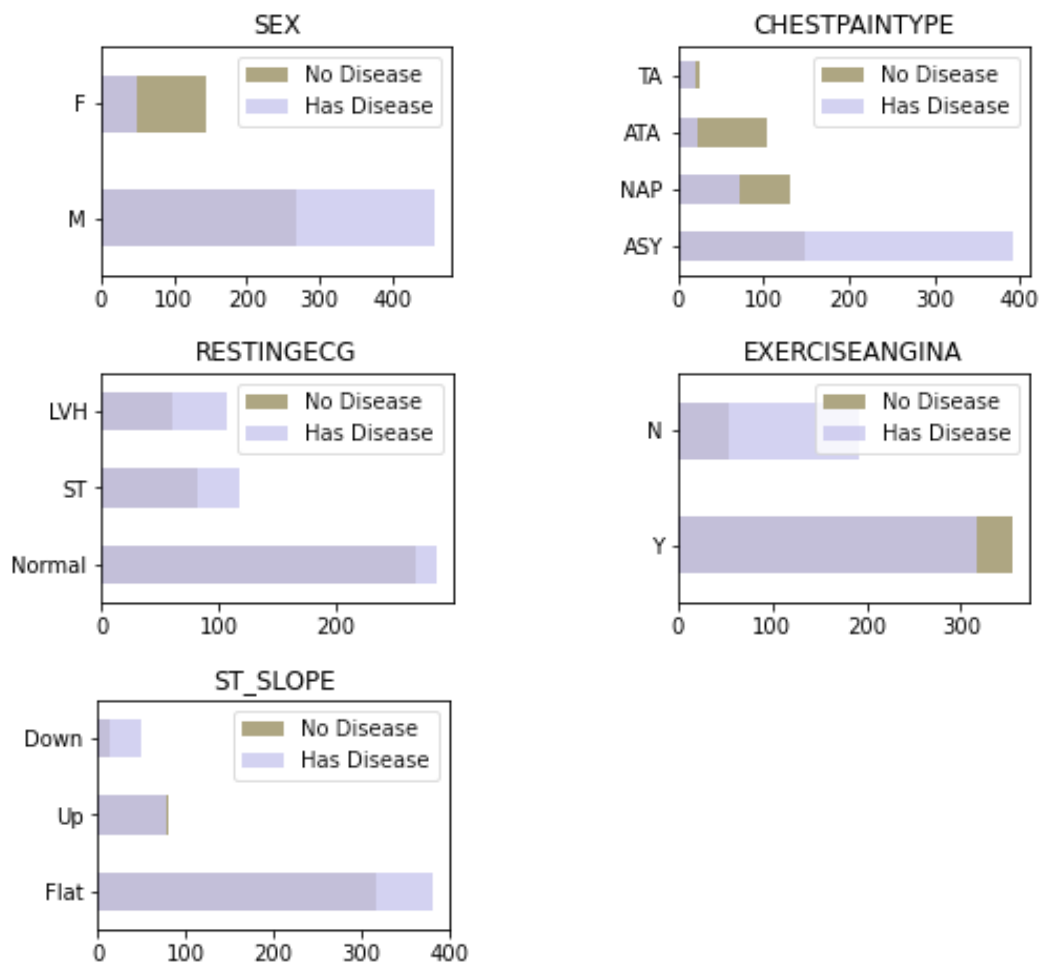 SEX
No Disease
Has Disease
F
M
0 100 200 300 400
CHESTPAINTYPE
No Disease
Has Disease
TA
ATA
NAP
ASY
0 100 200 300 400
RESTINGECG
No Disease
Has Disease
LVH
ST
Normal
0 100 200
EXERCISEANGINA
No Disease
Has Disease
N
Y
0 100 200 300
ST_SLOPE
No Disease
Has Disease
Down
Up
Flat
0 100 200 300 400